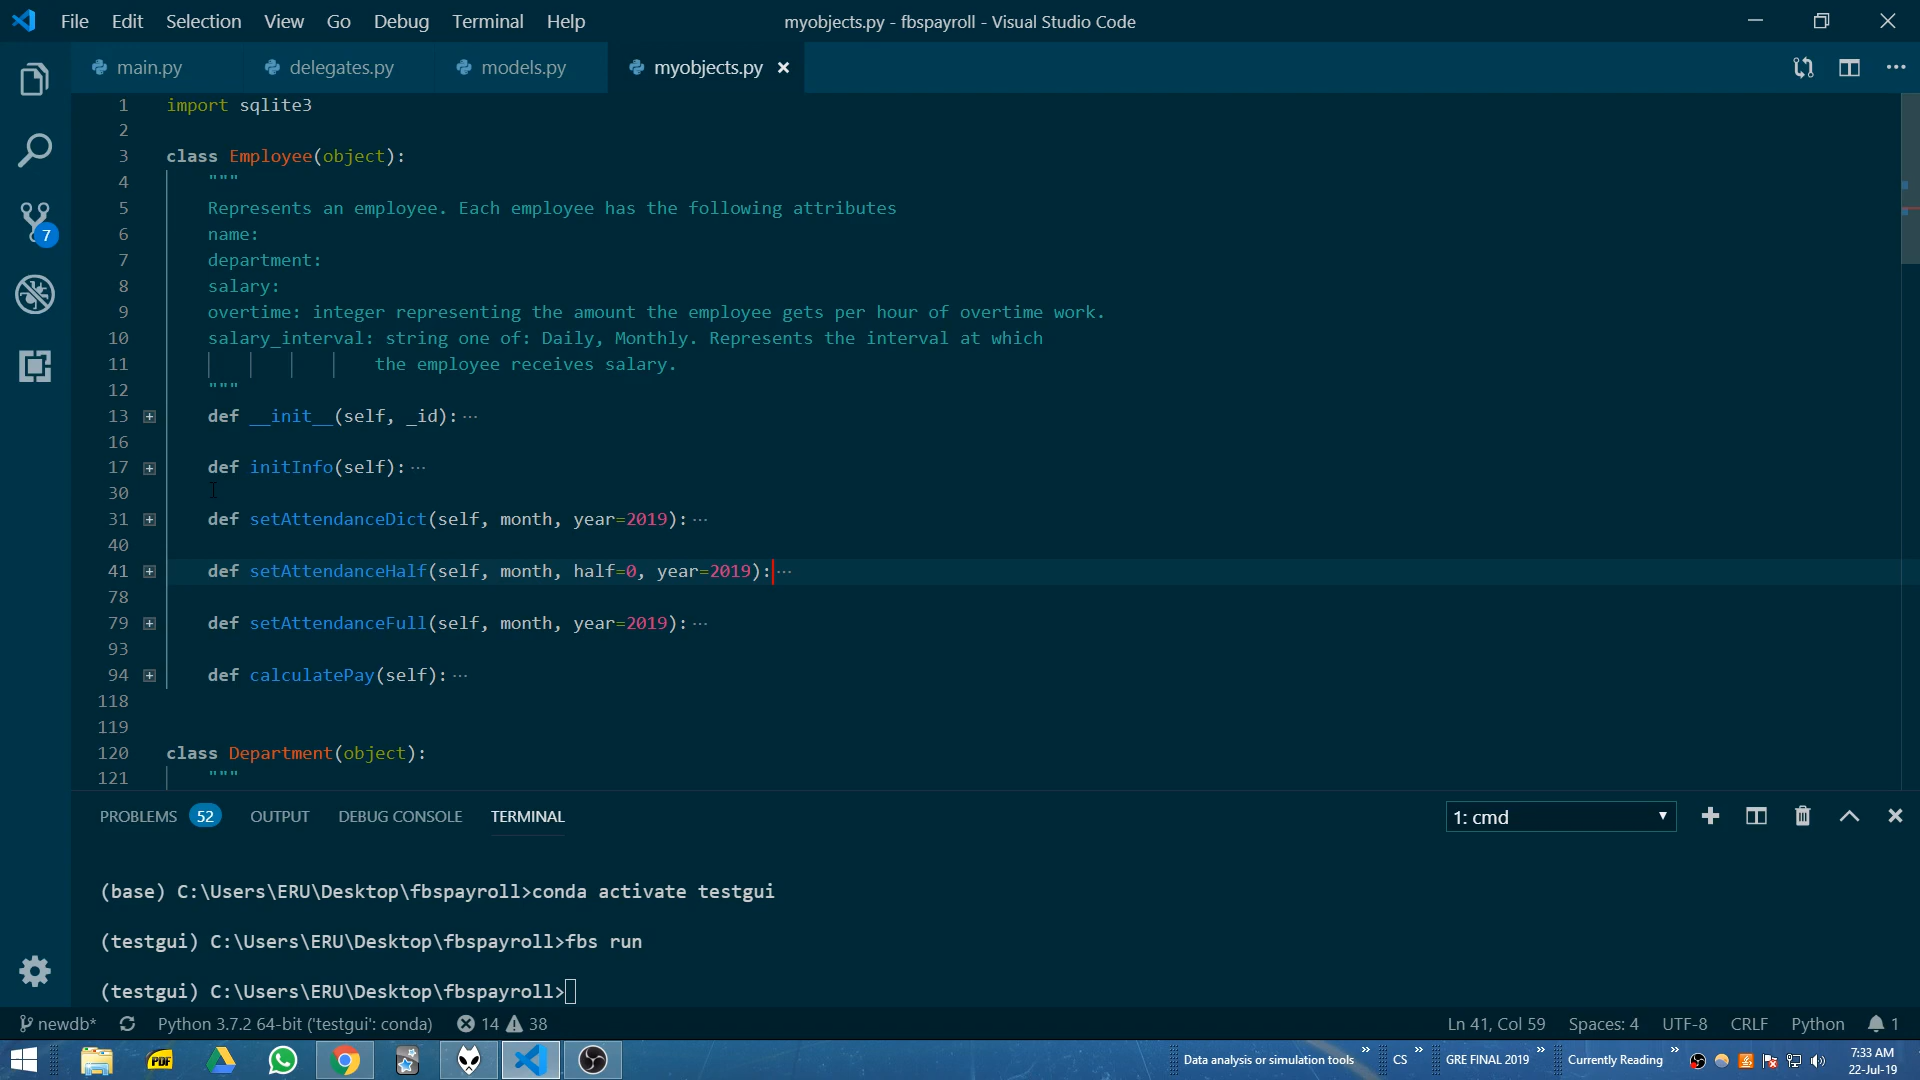 File Edit Selection View Go Debug Terminal Help
myobjects.py - fbspayroll - Visual Studio Code
main.py delegates.py models.py myobjects.py
7
1 import sqlite3
2
3 class Employee(object):
4 """
5 Represents an employee. Each employee has the following attributes
6 name:
7 department:
8 salary:
9 overtime: integer representing the amount the employee gets per hour of overtime work.
10 salary_interval: string one of: Daily, Monthly. Represents the interval at which
11 the employee receives salary.
12 """
13 def __init__(self, _id):···
16
17 def initInfo(self):···
30
31 def setAttendanceDict(self, month, year=2019):···
40
41 def setAttendanceHalf(self, month, half=0, year=2019):···
78
79 def setAttendanceFull(self, month, year=2019):···
93
94 def calculatePay(self):···
118
119
120 class Department(object):
121 """
PROBLEMS 52 OUTPUT DEBUG CONSOLE TERMINAL
1: cmd
(base) C:\Users\ERU\Desktop\fbspayroll>conda activate testgui
(testgui) C:\Users\ERU\Desktop\fbspayroll>fbs run
(testgui) C:\Users\ERU\Desktop\fbspayroll>
newdb* Python 3.7.2 64-bit ('testgui': conda) 14 38
Ln 41, Col 59 Spaces: 4 UTF-8 CRLF Python 1
PDF
Data analysis or simulation tools » CS » GRE FINAL 2019 » Currently Reading »
7:33 AM
22-Jul-19